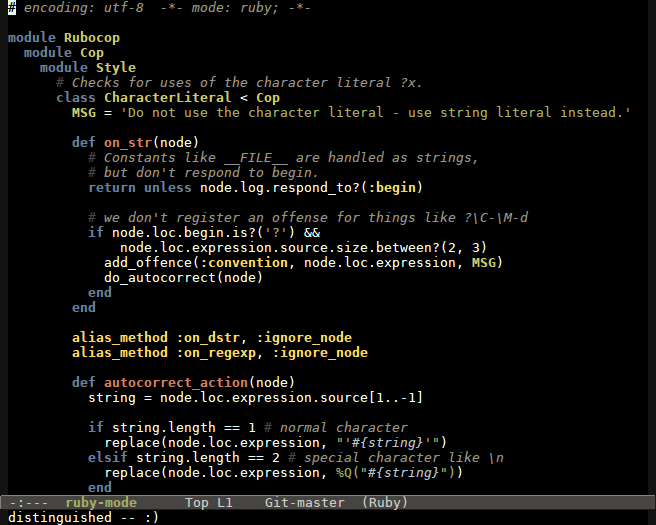 # encoding: utf-8  -*- mode: ruby; -*-
module Rubocop
  module Cop
    module Style
      # Checks for uses of the character literal ?x.
      class CharacterLiteral < Cop
        MSG = 'Do not use the character literal - use string literal instead.'
        def on_str(node)
          # Constants like __FILE__ are handled as strings,
          # but don't respond to begin.
          return unless node.log.respond_to?(:begin)
          # we don't register an offense for things like ?\C-\M-d
          if node.loc.begin.is?('?') &&
              node.loc.expression.source.size.between?(2, 3)
            add_offence(:convention, node.loc.expression, MSG)
            do_autocorrect(node)
          end
        end
        alias_method :on_dstr, :ignore_node
        alias_method :on_regexp, :ignore_node
        def autocorrect_action(node)
          string = node.loc.expression.source[1..-1]
          if string.length == 1 # normal character
            replace(node.loc.expression, "'#{string}'")
          elsif string.length == 2 # special character like \n
            replace(node.loc.expression, %Q("#{string}"))
          end
-:---  ruby-mode      Top L1    Git-master  (Ruby)
distinguished -- :)